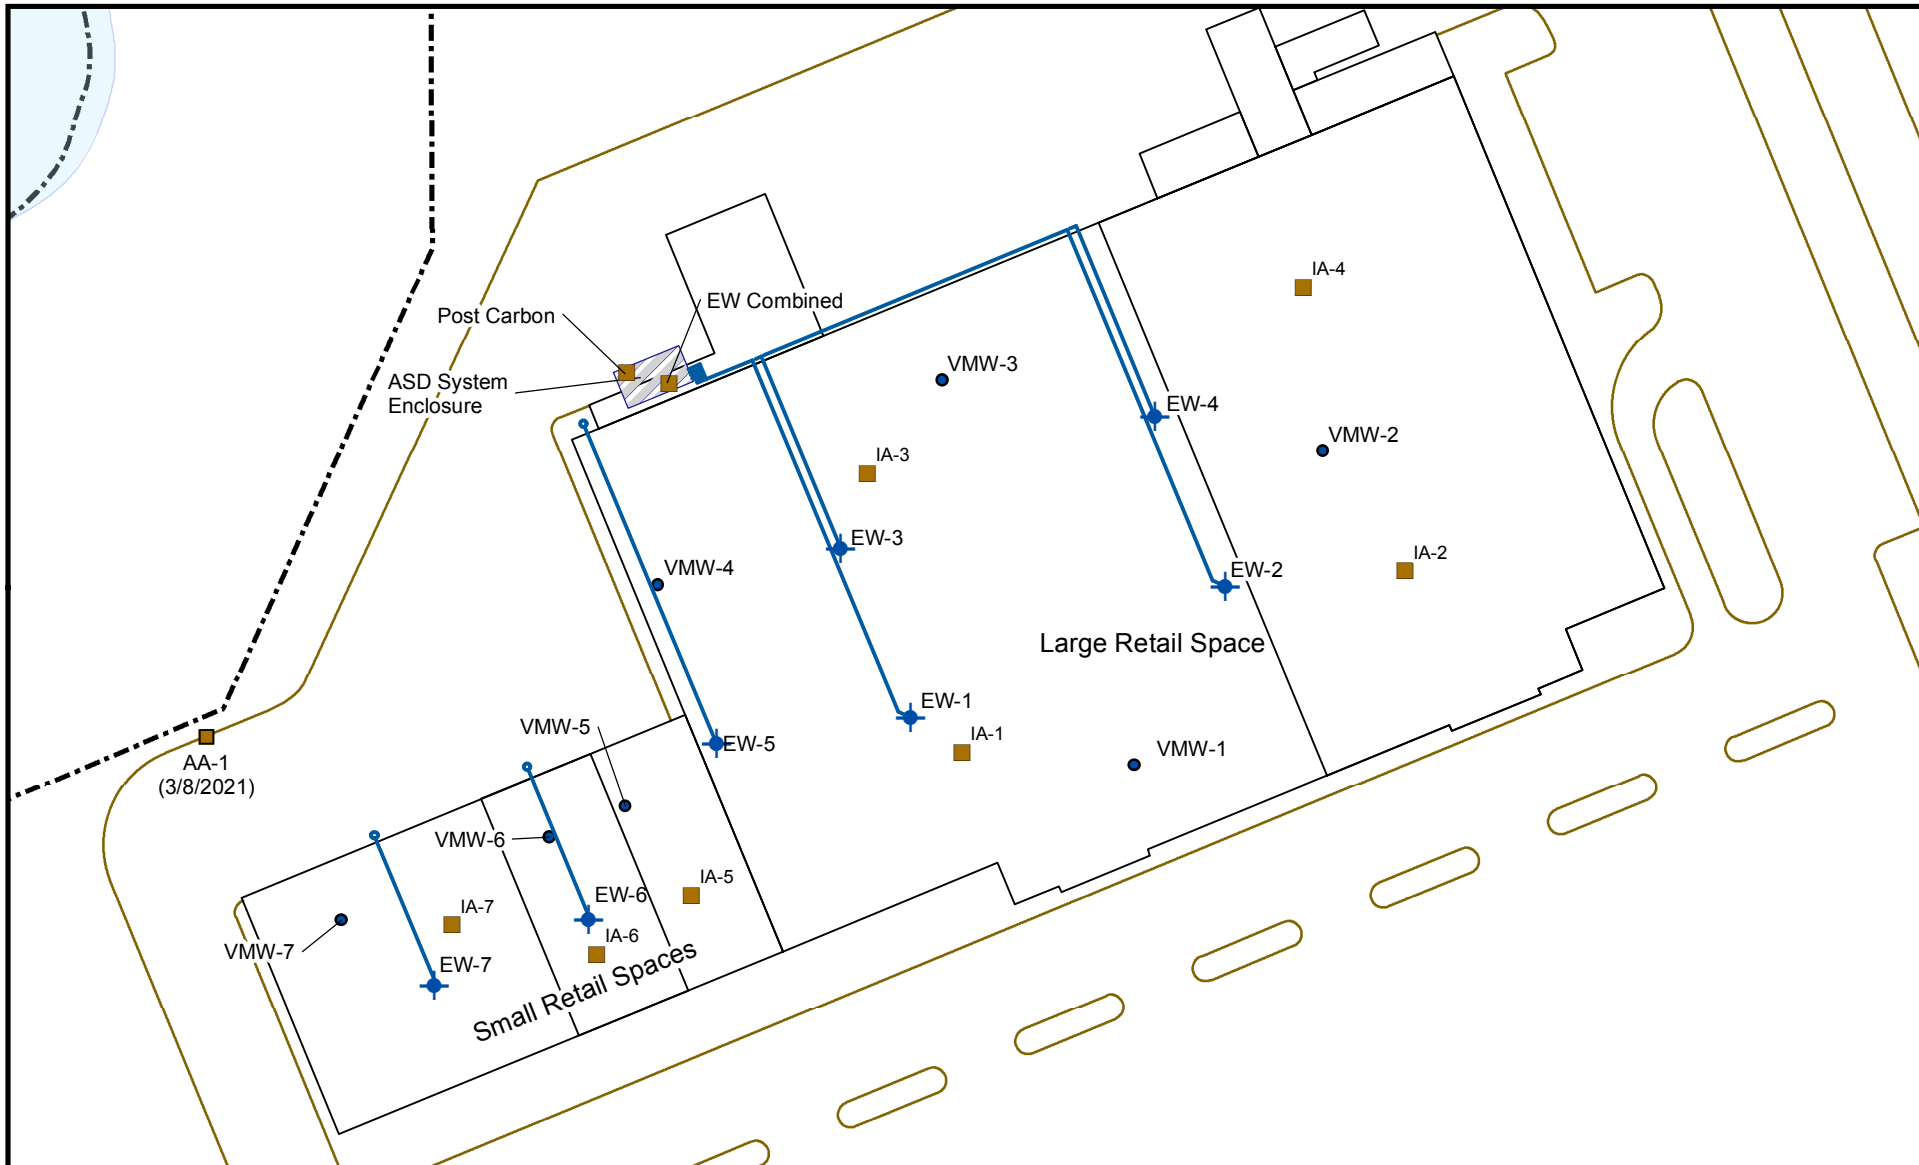 IA-4
EW Combined
Post Carbon
VMW-3
ASD System
Enclosure
EW-4
VMW-2
IA-3
EW-3
IA-2
VMW-4
EW-2
Large Retail Space
EW-1
VMW-5
EW-5
IA-1
VMW-1
AA-1
(3/8/2021)
VMW-6
IA-5
EW-6
IA-7
IA-6
VMW-7
EW-7
Small Retail Spaces